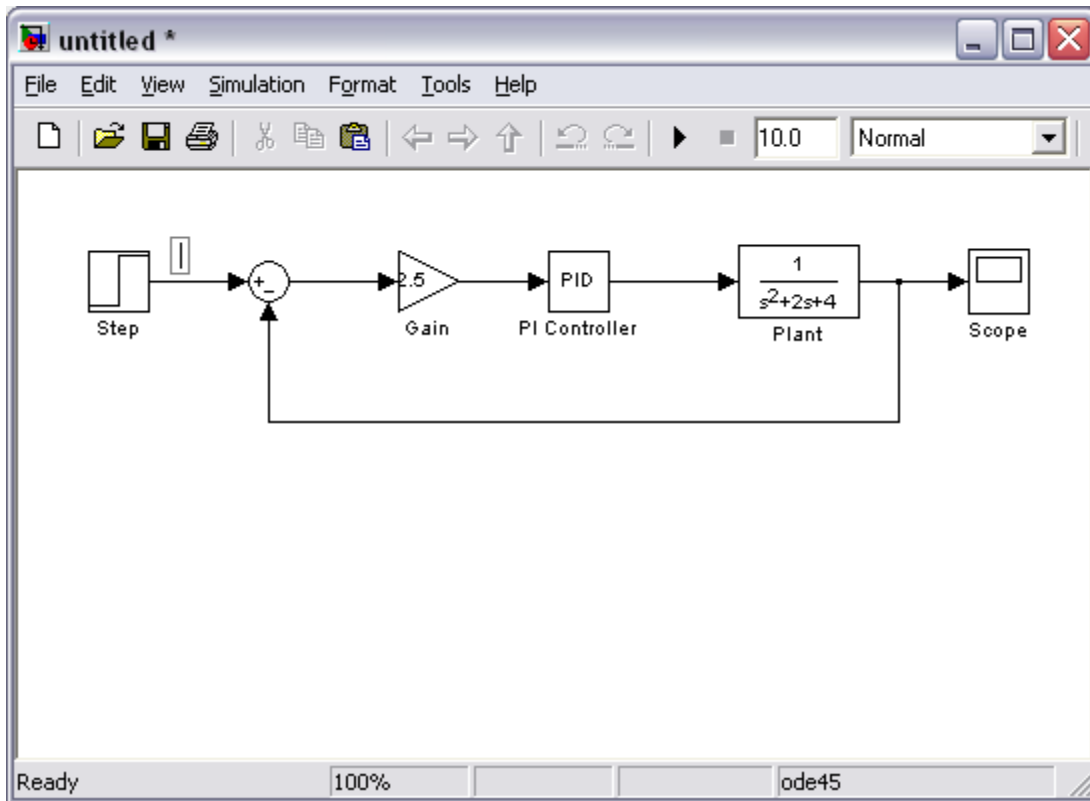 untitled *
File Edit View Simulation Format Tools Help
10.0 Normal
+
-
2.5
PID
1
s²+2s+4
Step Gain PI Controller Plant Scope
Ready 100% ode45